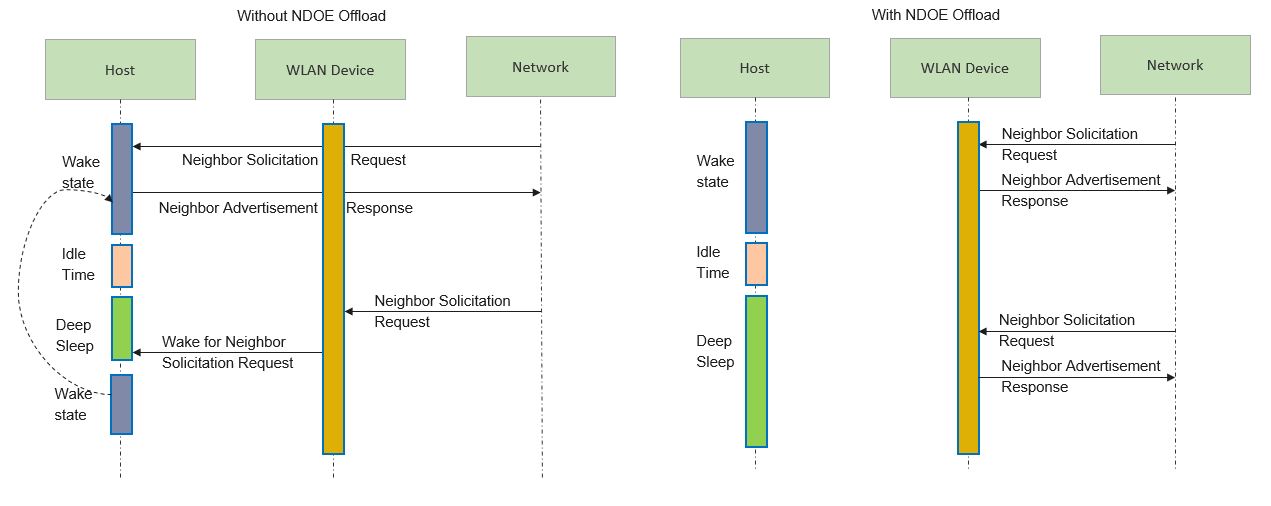 Without NDOE Offload
Host
WLAN Device
Network
Neighbor Solicitation Request
Wake
state
Neighbor Advertisement Response
Idle
Time
Neighbor Solicitation
Request
Deep
Sleep
Wake for Neighbor
Solicitation Request
Wake
state
With NDOE Offload
Host
WLAN Device
Network
Neighbor Solicitation
Request
Wake
state
Neighbor Advertisement
Response
Idle
Time
Neighbor Solicitation
Request
Deep
Sleep
Neighbor Advertisement
Response